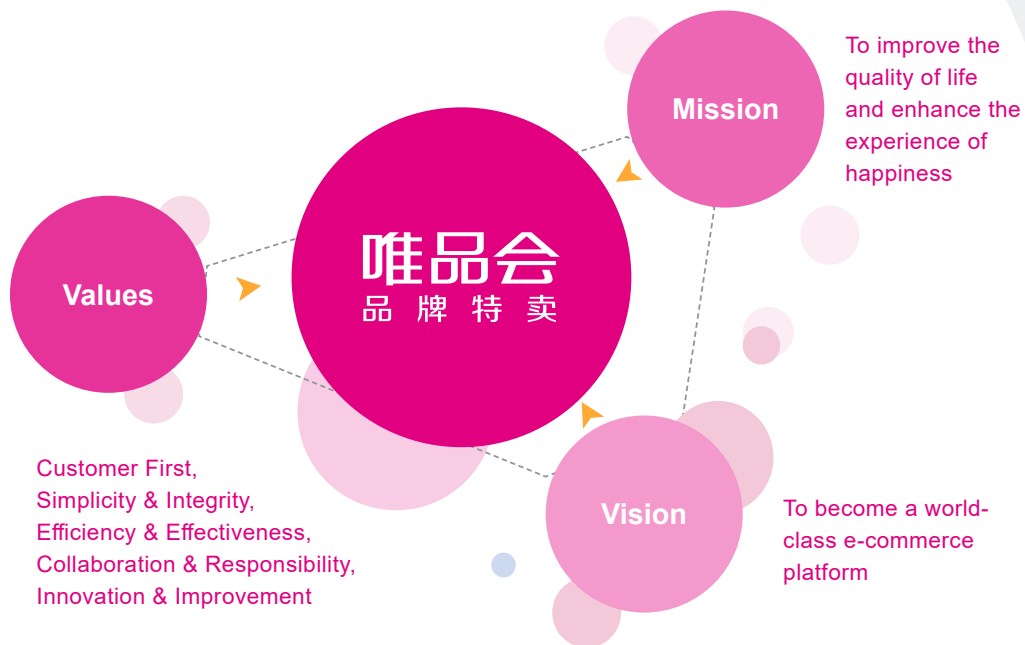 Mission
To improve the
quality of life
and enhance the
experience of
happiness
唯品会
品牌特卖
Values
Customer First,
Simplicity & Integrity,
Efficiency & Effectiveness,
Collaboration & Responsibility,
Innovation & Improvement
Vision
To become a world-
class e-commerce
platform